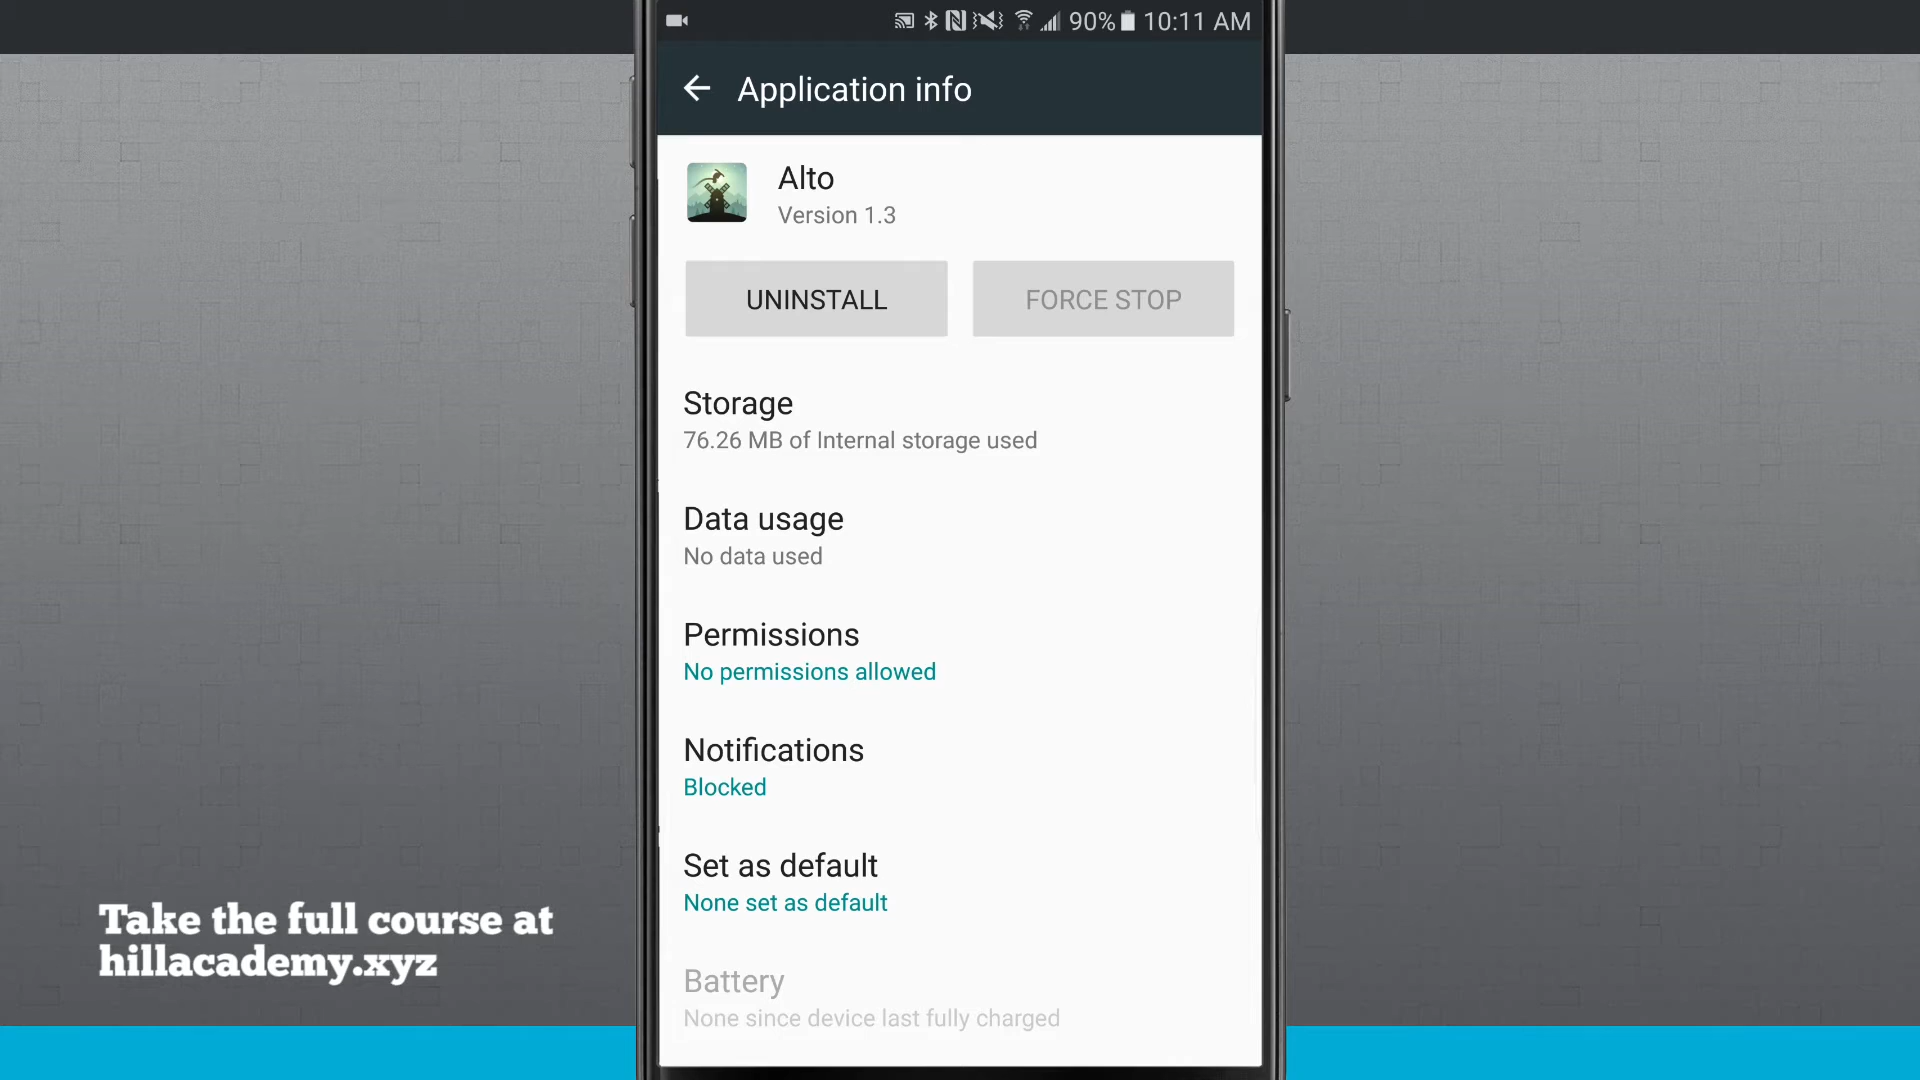 90% 10:11 AM
Application info
Alto
Version 1.3
UNINSTALL
FORCE STOP
Storage
76.26 MB of Internal storage used
Data usage
No data used
Permissions
No permissions allowed
Notifications
Blocked
Set as default
None set as default
Battery
None since device last fully charged
Take the full course at
hillacademy.xyz